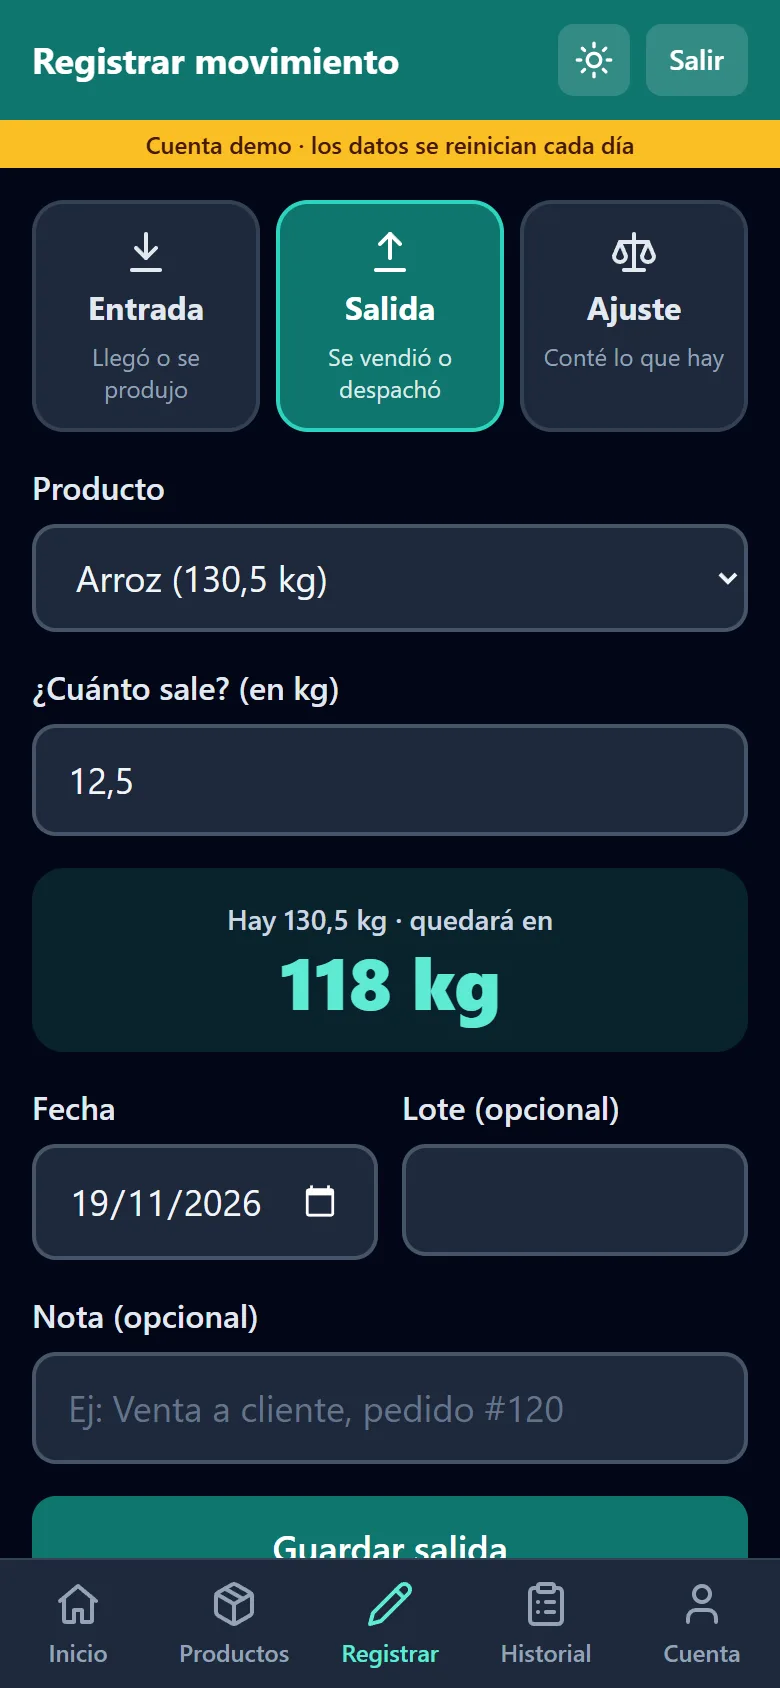 Registrar movimiento
Salir
Cuenta demo · los datos se reinician cada día
Entrada
Llegó o se
produjo
Salida
Se vendió o
despachó
Ajuste
Conté lo que hay
Producto
Arroz (130,5 kg)
¿Cuánto sale? (en kg)
12,5
Hay 130,5 kg · quedará en
118 kg
Fecha
Lote (opcional)
19/11/2026
Nota (opcional)
Ej: Venta a cliente, pedido #120
Guardar salida
Inicio
Productos
Registrar
Historial
Cuenta